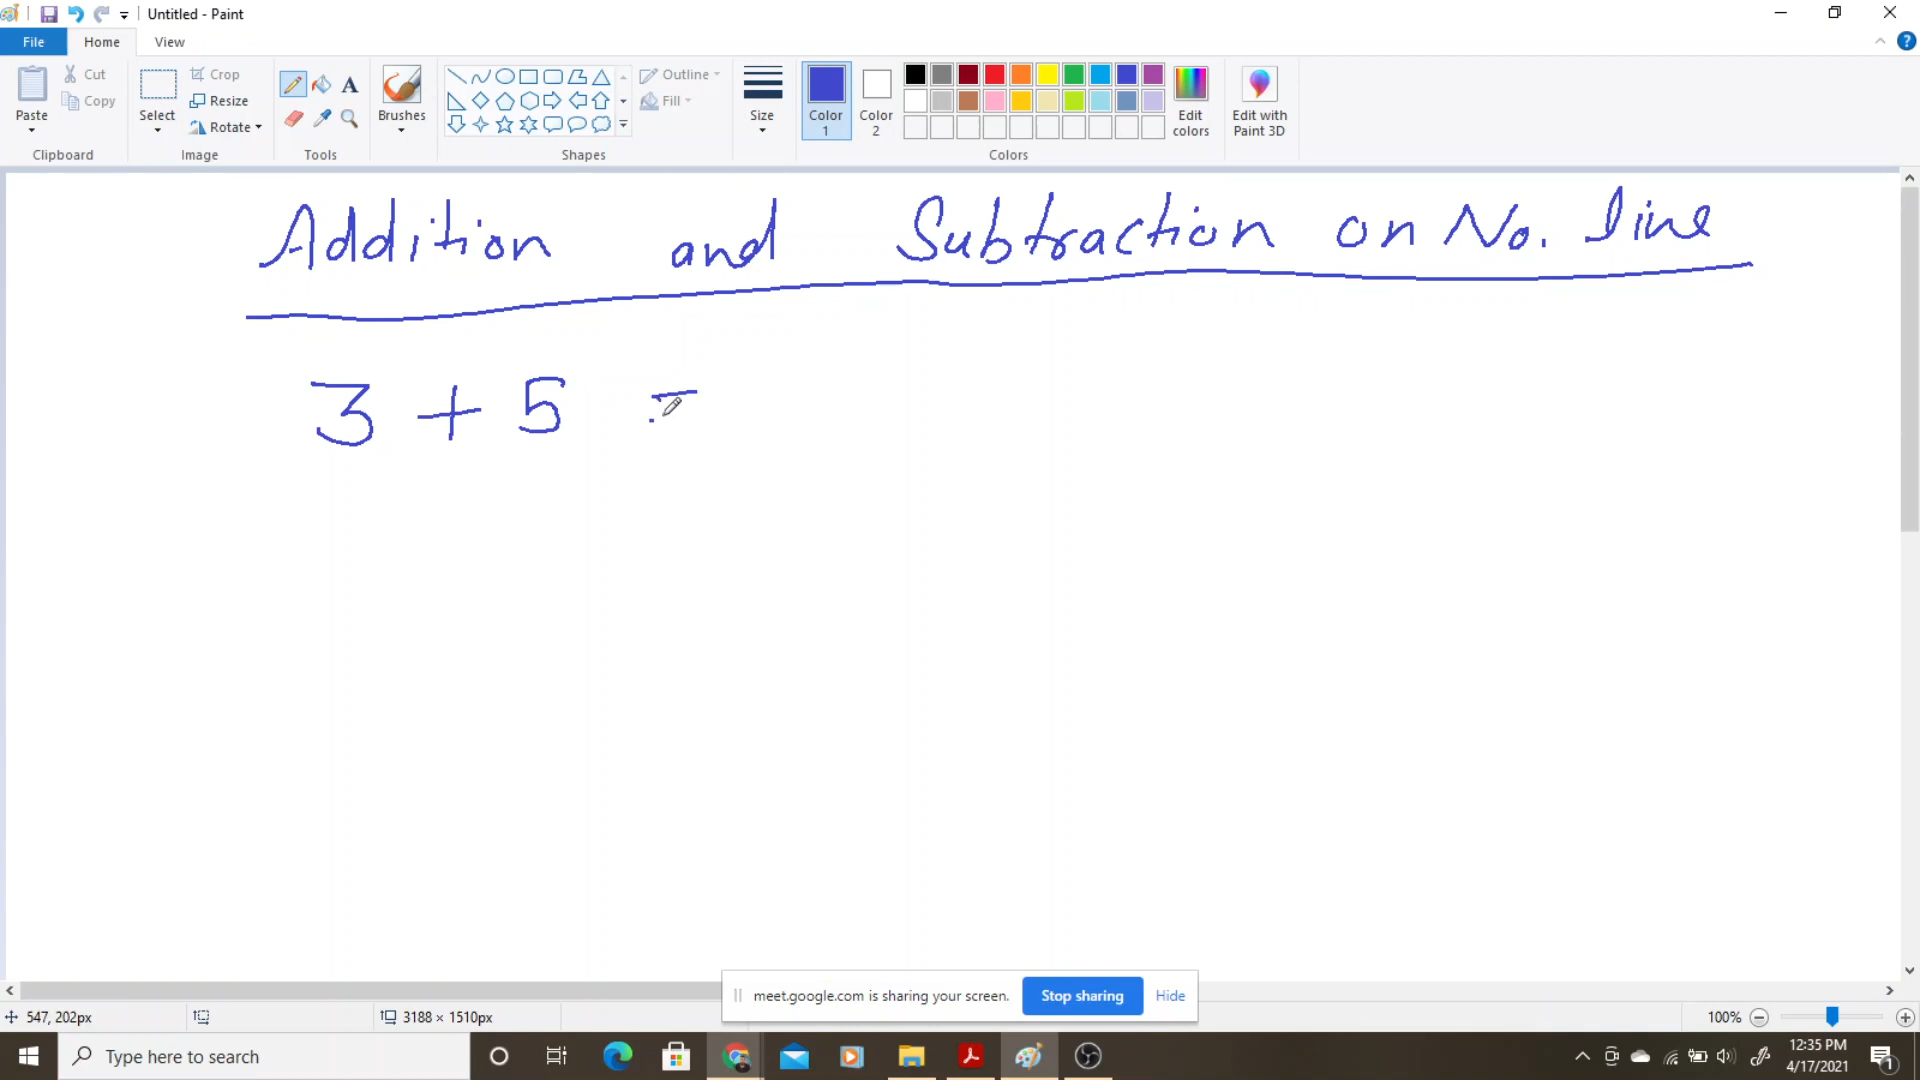 Untitled - Paint
File Home View
Paste
Cut
Copy
Clipboard
Select
Crop
Resize
Rotate
Image
Tools
Brushes
Shapes
Outline
Fill
Size
Color 1
Color 2
Colors
Edit colors
Edit with Paint 3D
Addition and Subtraction on No. line
3 + 5 =
meet.google.com is sharing your screen. Stop sharing Hide
547, 202px
3188 × 1510px
100%
Type here to search
12:35 PM
4/17/2021
1